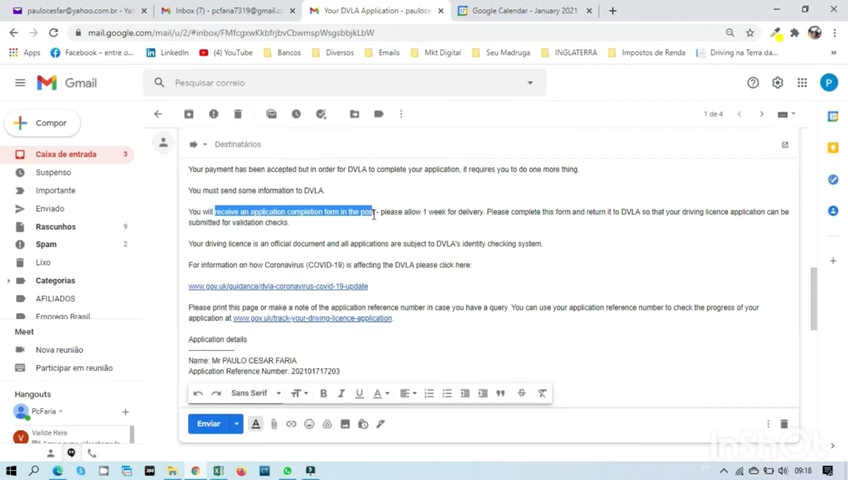 paulocesfar@yahoo.com.br - Ya
Inbox (7) - pcfaria7319@gmail.c
Your DVLA Application - pauloce
Google Calendar - January 2021
mail.google.com/mail/u/2/#inbox/FMfcgxwKkbfrjbvCbwmspWsgsbbjkLbW
Apps
Facebook – entre o
LinkedIn
(4) YouTube
Bancos
Diversos
Emails
Mkt Digital
Seu Madruga
INGLATERRA
Impostos de Renda
Driving na Terra da
Gmail
Pesquisar correio
P
Compor
1 de 4
Caixa de entrada 3
Destinatários
Suspenso
Importante
Enviado
Rascunhos 11
Spam 2
Lixo
Categorias
AFILIADOS
Emprego Brasil
Your payment has been accepted but in order for DVLA to complete your application, it requires you to do one more thing.
You must send some information to DVLA.
You will receive an application completion form in the post - please allow 1 week for delivery. Please complete this form and return it to DVLA so that your driving licence application can be
submitted for validation checks.
Your driving licence is an official document and all applications are subject to DVLA's identity checking system.
For information on how Coronavirus (COVID-19) is affecting the DVLA please click here:
www.gov.uk/guidance/dvla-coronavirus-covid-19-update
Please print this page or make a note of the application reference number in case you have a query. You can use your application reference number to check the progress of your
application at www.gov.uk/track-your-driving-licence-application.
Application details
--------------------
Name: Mr PAULO CESAR FARIA
Application Reference Number: 202101717203
Meet
Nova reunião
Participar em reunião
Hangouts
PcFaria
Vailde Reis
Sans Serif
Enviar
InShot
09:18